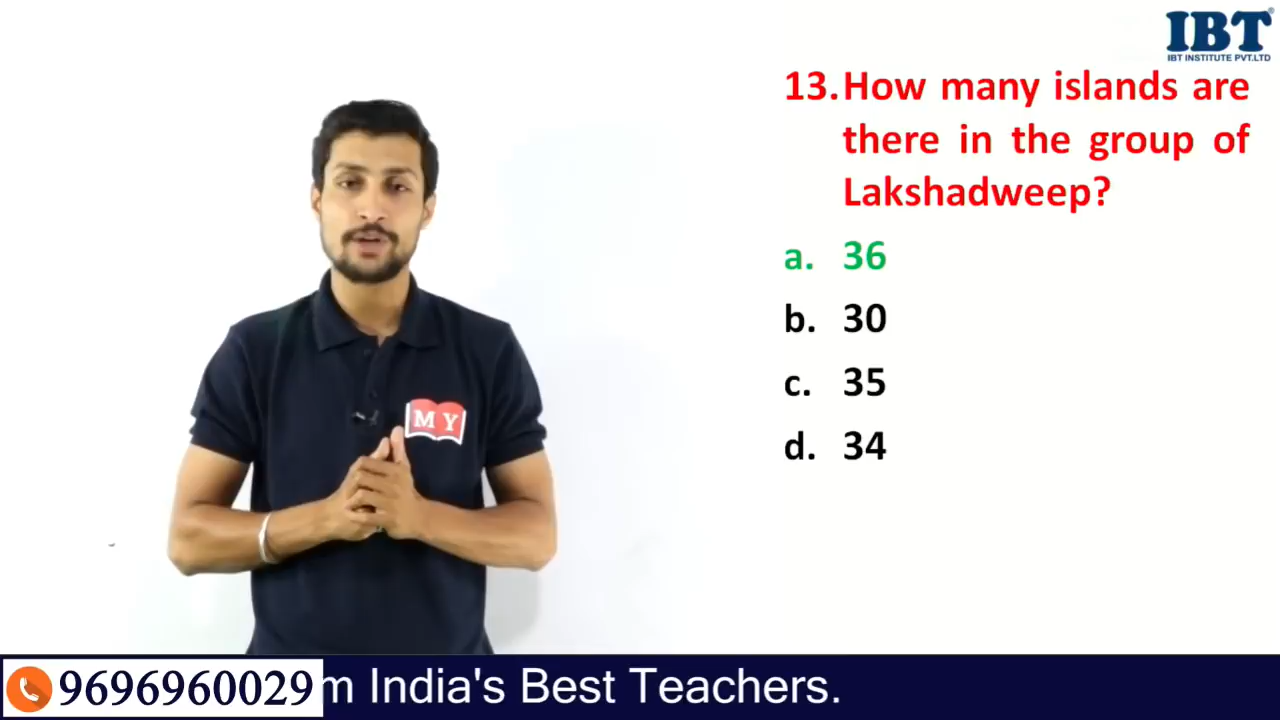 IBT
IBT INSTITUTE PVT.LTD
13. How many islands are
there in the group of
Lakshadweep?
a. 36
b. 30
c. 35
d. 34
M Y
9696960029
m India's Best Teachers.